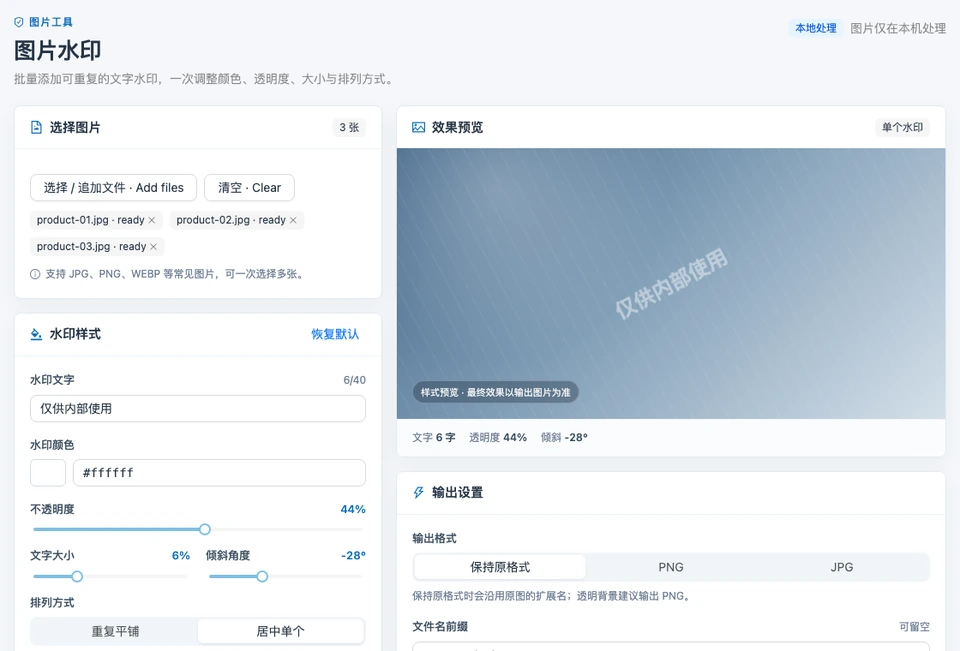 图片工具
图片水印
批量添加可重复的文字水印，一次调整颜色、透明度、大小与排列方式。
本地处理 图片仅在本机处理
选择图片 3 张
选择 / 追加文件 · Add files 清空 · Clear
product-01.jpg · ready × product-02.jpg · ready ×
product-03.jpg · ready ×
支持 JPG、PNG、WEBP 等常见图片，可一次选择多张。
水印样式 恢复默认
水印文字 6/40
仅供内部使用
水印颜色
#ffffff
不透明度 44%
文字大小 6% 倾斜角度 -28°
排列方式
重复平铺 居中单个
效果预览 单个水印
仅供内部使用
样式预览 · 最终效果以输出图片为准
文字 6 字 透明度 44% 倾斜 -28°
输出设置
输出格式
保持原格式 PNG JPG
保持原格式时会沿用原图的扩展名；透明背景建议输出 PNG。
文件名前缀 可留空